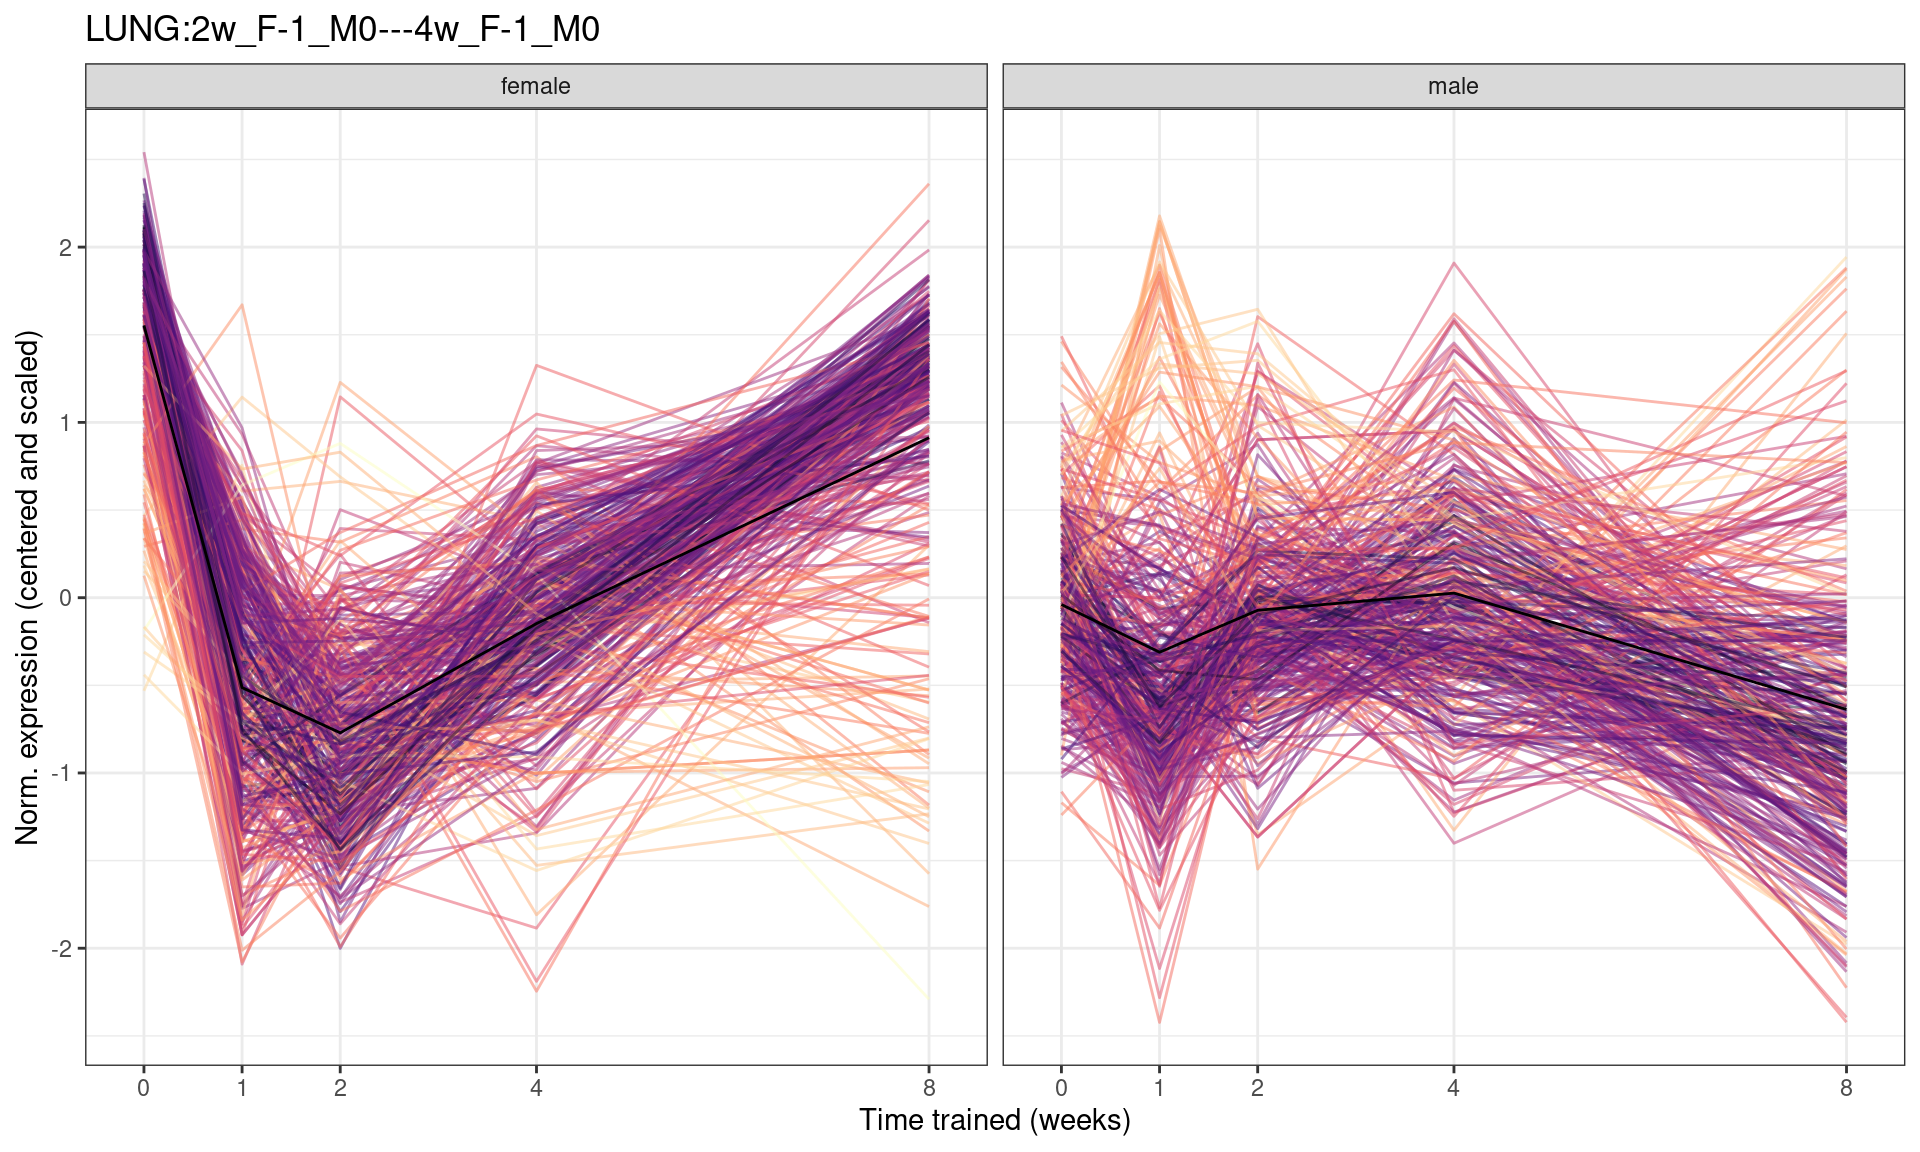 LUNG:2w_F-1_M0---4w_F-1_M0
female
male
Norm. expression (centered and scaled)
2
1
0
-1
-2
0 1 2 4 8
0 1 2 4 8
Time trained (weeks)